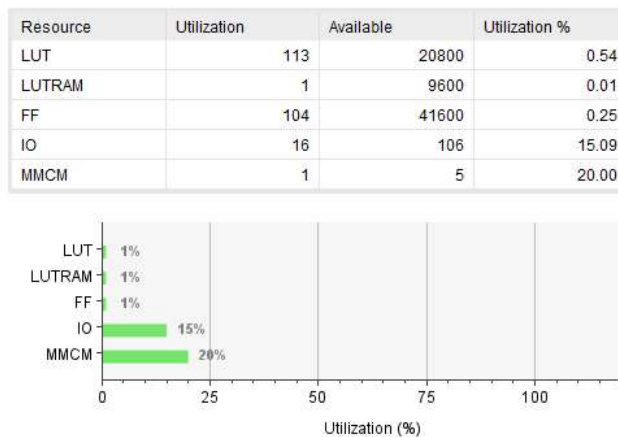 Resource Utilization Available Utilization %
LUT 113 20800 0.54
LUTRAM 1 9600 0.01
FF 104 41600 0.25
IO 16 106 15.09
MMCM 1 5 20.00
LUT 1%
LUTRAM 1%
FF 1%
IO 15%
MMCM 20%
0 25 50 75 100
Utilization (%)